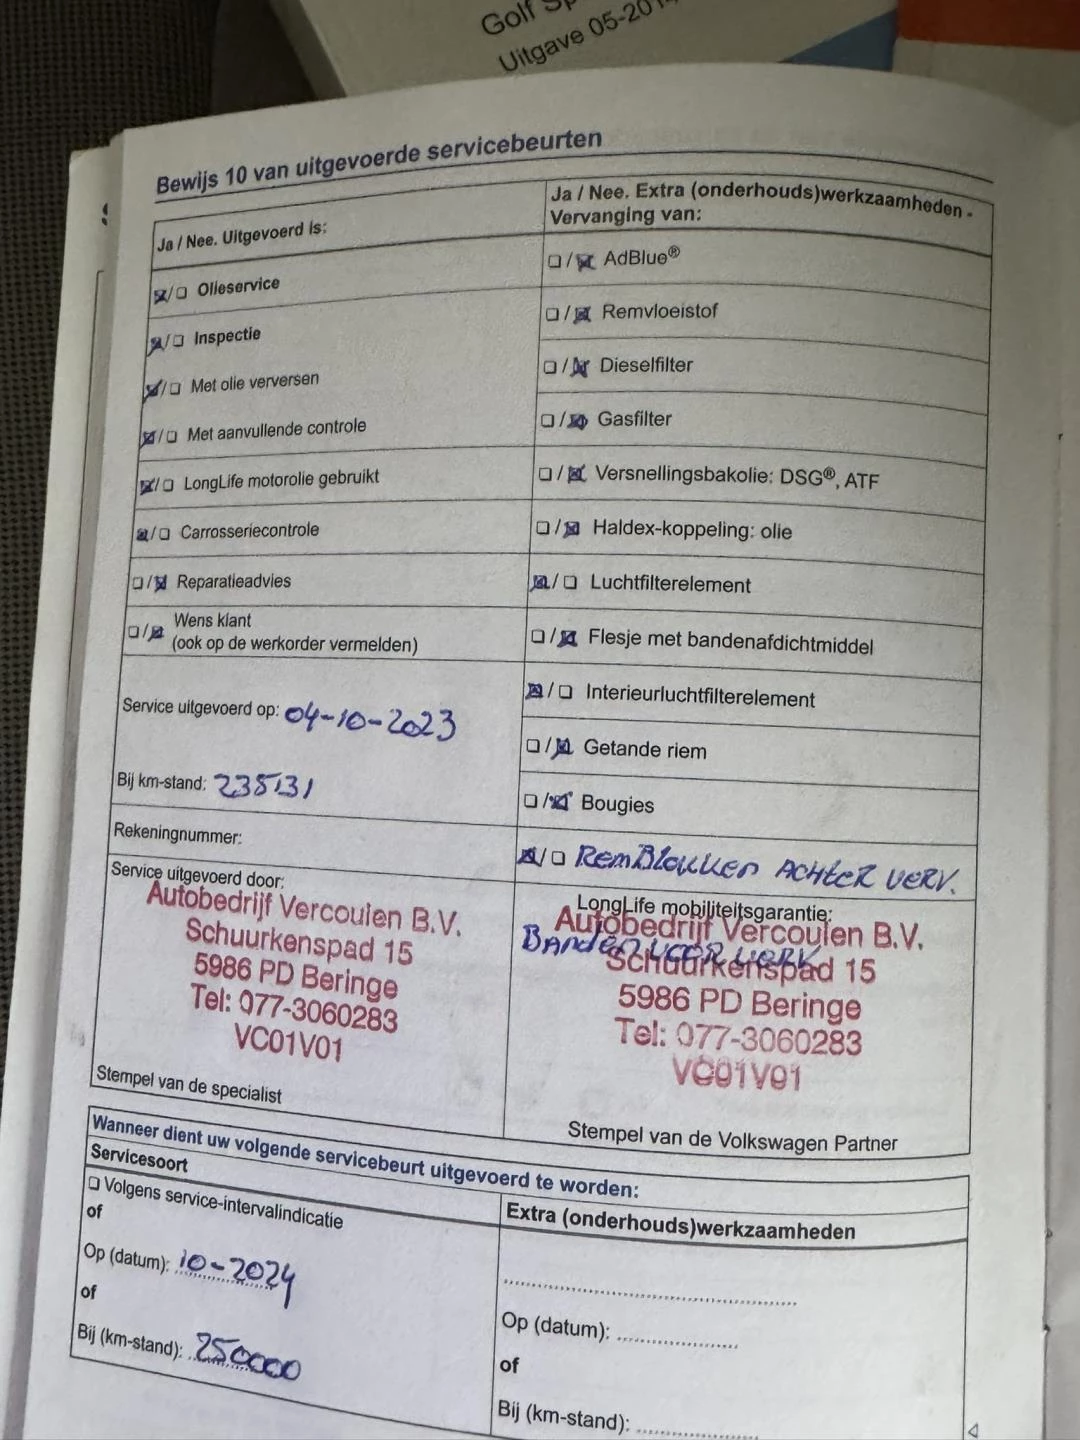 Golf Sp
Uitgave 05-201
Bewijs 10 van uitgevoerde servicebeurten
Ja / Nee. Uitgevoerd is:
☒/☐ Olieservice
☒/☐ Inspectie
☒/☐ Met olie verversen
☒/☐ Met aanvullende controle
☒/☐ LongLife motorolie gebruikt
☒/☐ Carrosseriecontrole
☐/☒ Reparatieadvies
☐/☒ Wens klant
(ook op de werkorder vermelden)
Service uitgevoerd op: 04-10-2023
Bij km-stand: 235131
Rekeningnummer:
Service uitgevoerd door:
Autobedrijf Vercoulen B.V.
Schuurkenspad 15
5986 PD Beringe
Tel: 077-3060283
VC01V01
Stempel van de specialist
Ja / Nee. Extra (onderhouds)werkzaamheden -
Vervanging van:
☐/☒ AdBlue®
☐/☒ Remvloeistof
☐/☒ Dieselfilter
☐/☒ Gasfilter
☐/☒ Versnellingsbakolie: DSG®, ATF
☐/☒ Haldex-koppeling: olie
☒/☐ Luchtfilterelement
☐/☒ Flesje met bandenafdichtmiddel
☒/☐ Interieurluchtfilterelement
☐/☒ Getande riem
☐/☒ Bougies
☒/☐ RemBlokken ACHTER VERV.
LongLife mobiliteitsgarantie:
Autobedrijf Vercoulen B.V.
Banden VOOR VERV
Schuurkenspad 15
5986 PD Beringe
Tel: 077-3060283
VC01V01
Stempel van de Volkswagen Partner
Wanneer dient uw volgende servicebeurt uitgevoerd te worden:
Servicesoort
☐ Volgens service-intervalindicatie
of
Op (datum): 10-2024
of
Bij (km-stand): 250000
Extra (onderhouds)werkzaamheden
Op (datum):
of
Bij (km-stand):